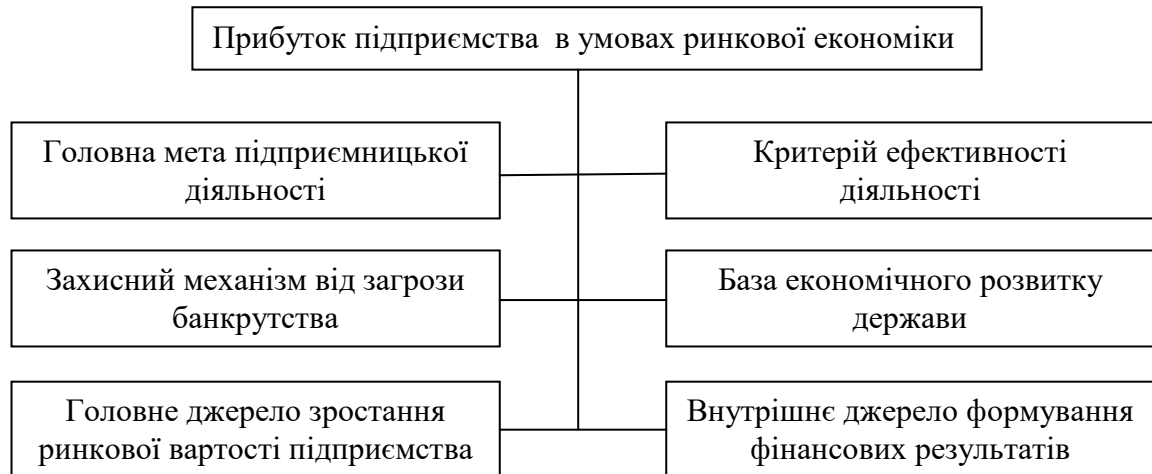 Прибуток підприємства в умовах ринкової економіки
Головна мета підприємницької
діяльності
Критерій ефективності
діяльності
Захисний механізм від загрози
банкрутства
База економічного розвитку
держави
Головне джерело зростання
ринкової вартості підприємства
Внутрішнє джерело формування
фінансових результатів